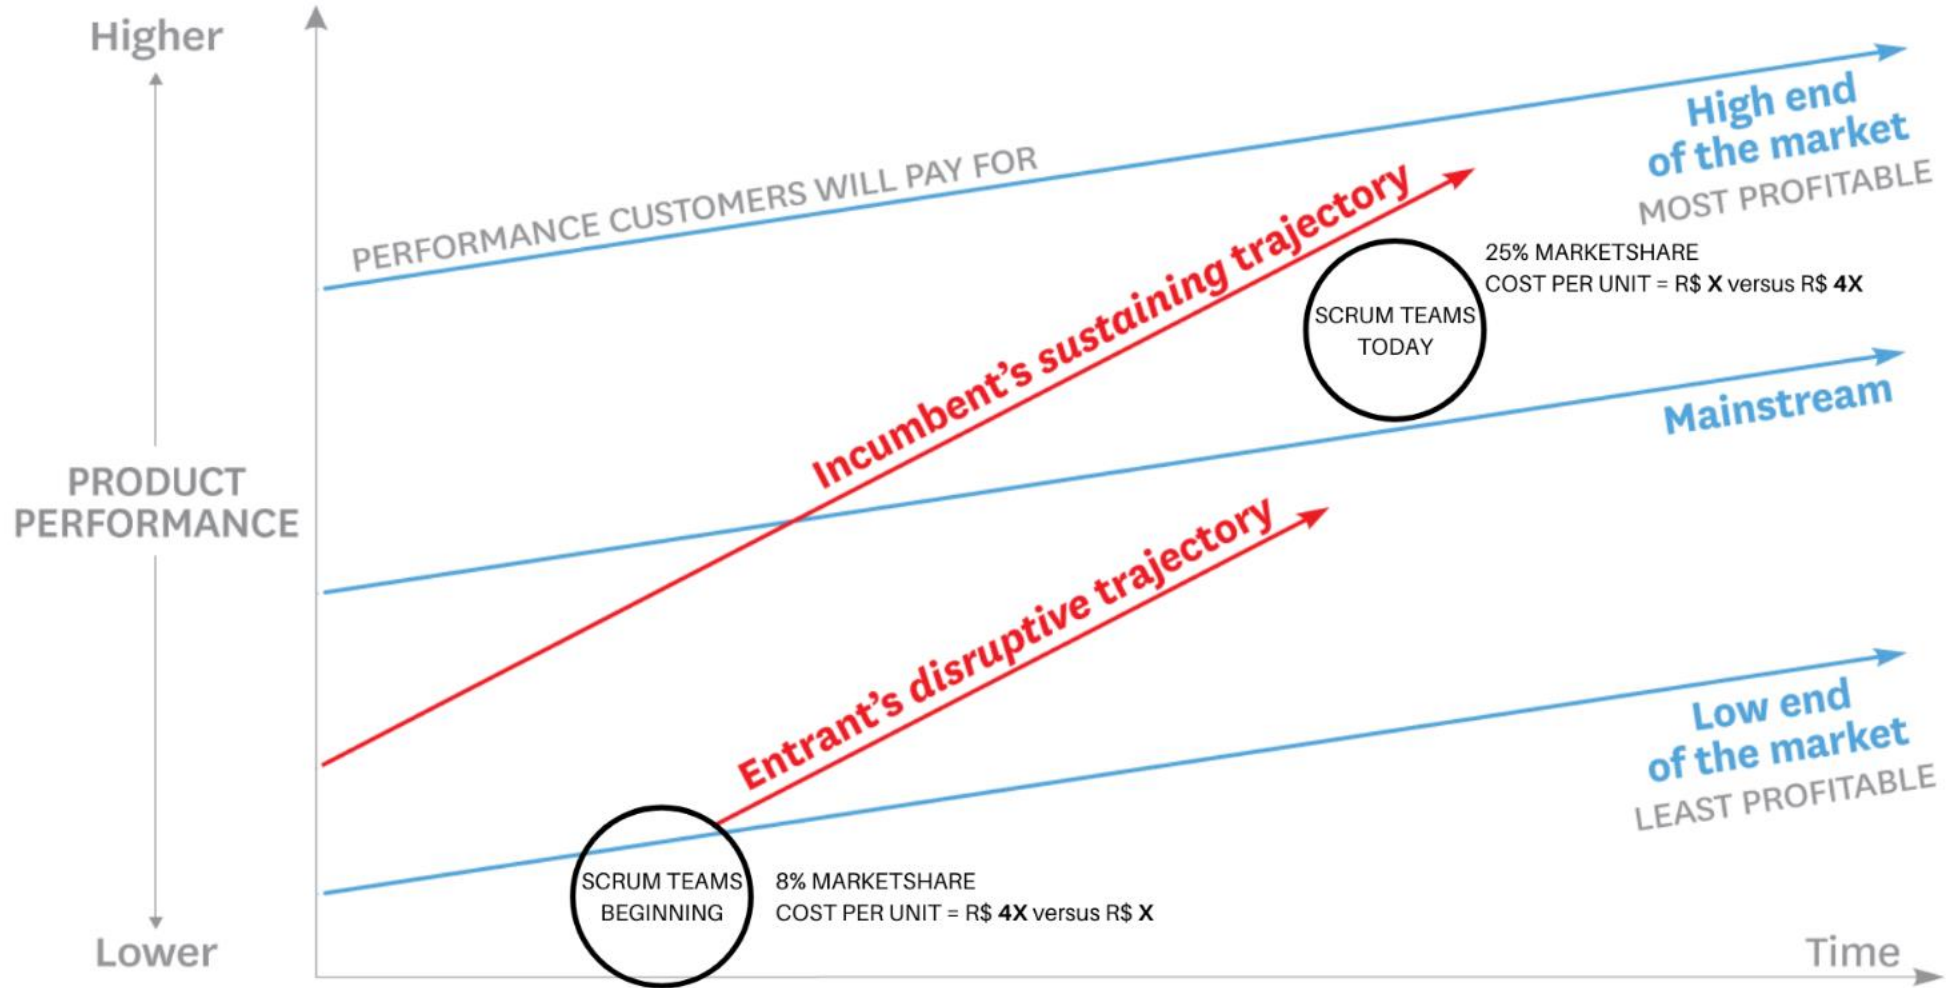 Higher
PRODUCT
PERFORMANCE
Lower
PERFORMANCE CUSTOMERS WILL PAY FOR
High end
of the market
MOST PROFITABLE
Incumbent’s sustaining trajectory
25% MARKETSHARE
COST PER UNIT = R$ X versus R$ 4X
SCRUM TEAMS
TODAY
Mainstream
Entrant’s disruptive trajectory
Low end
of the market
LEAST PROFITABLE
SCRUM TEAMS
BEGINNING
8% MARKETSHARE
COST PER UNIT = R$ 4X versus R$ X
Time